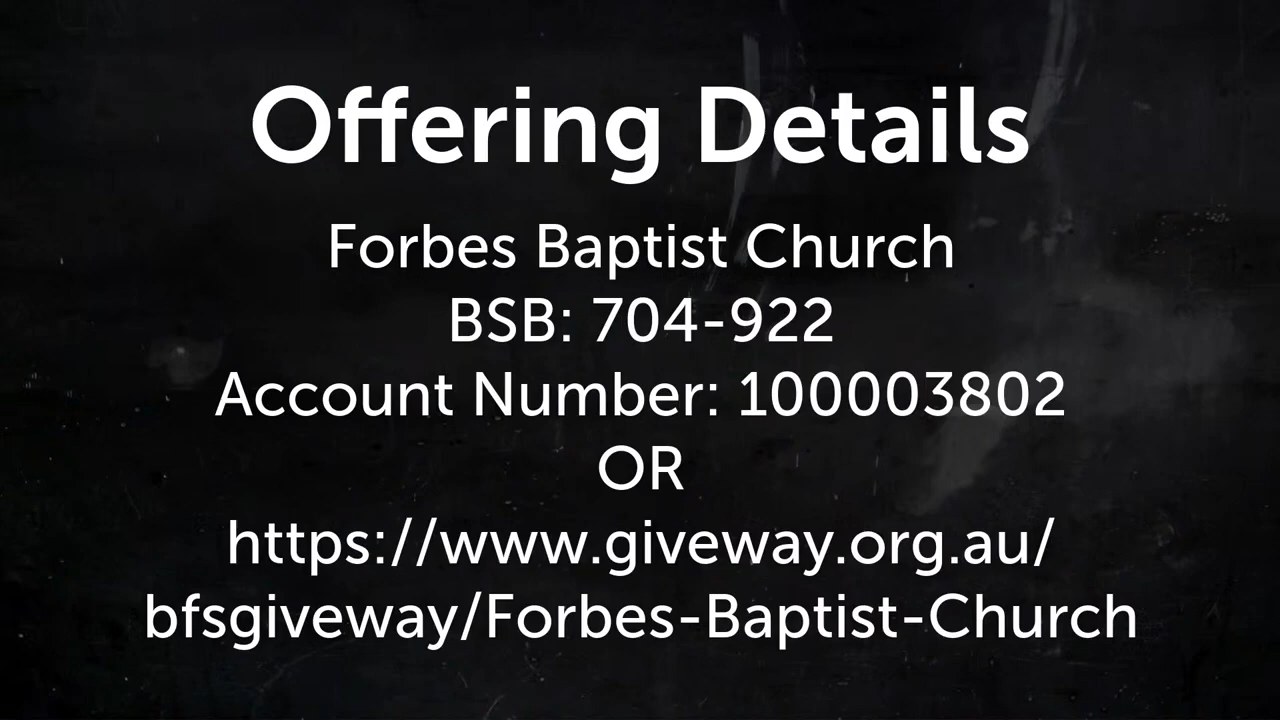 Offering Details
Forbes Baptist Church
BSB: 704-922
Account Number: 100003802
OR
https://www.giveway.org.au/
bfsgiveway/Forbes-Baptist-Church